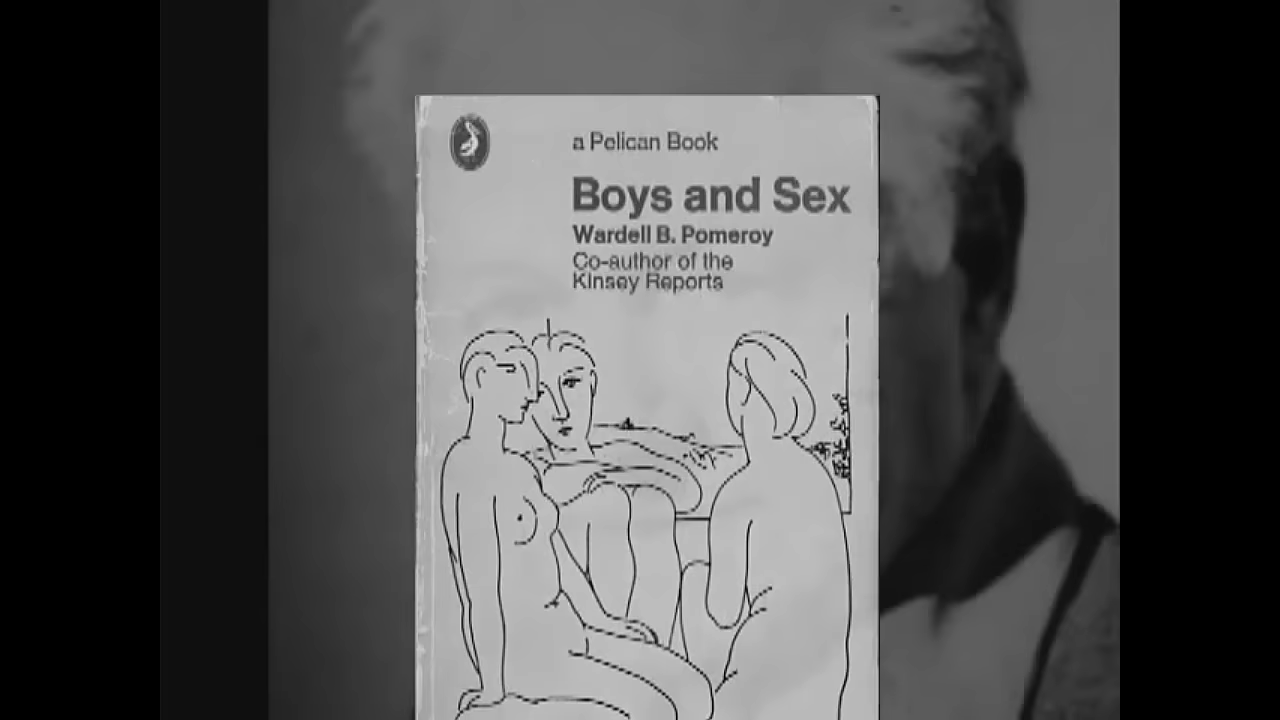 a Pelican Book
Boys and Sex
Wardell B. Pomeroy
Co-author of the
Kinsey Reports